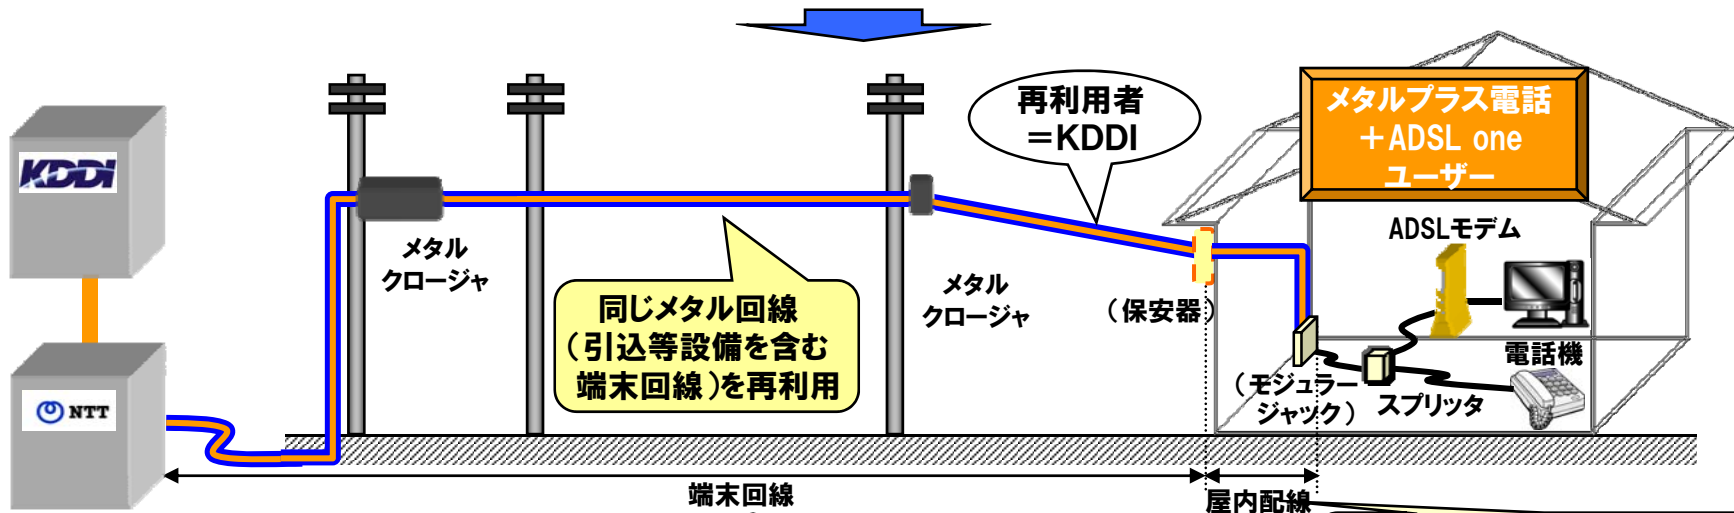 再利用者
＝KDDI
メタルプラス電話
＋ADSL one
ユーザー
KDDI
メタル
クロージャ
同じメタル回線
（引込等設備を含む
端末回線）を再利用
メタル
クロージャ
（保安器）
ADSLモデム
電話機
（モジュラー
ジャック）
スプリッタ
NTT
端末回線
屋内配線